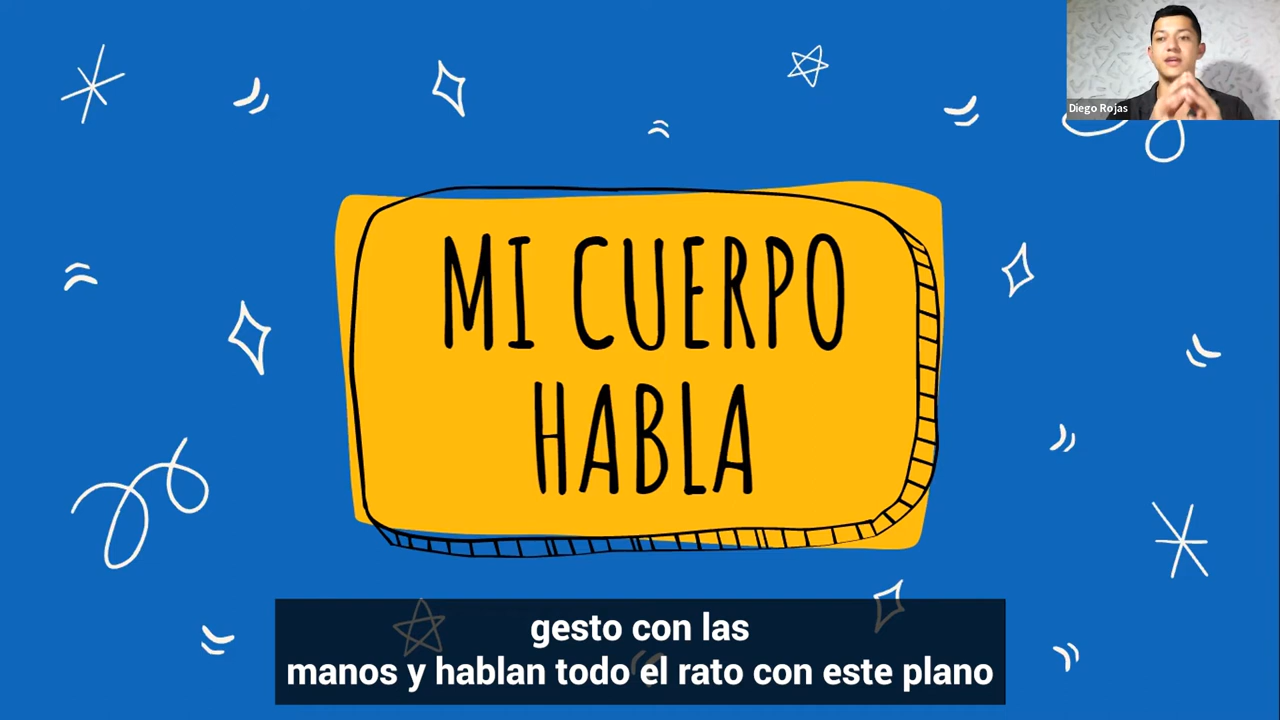 Diego Rojas
MI CUERPO
HABLA
gesto con las
manos y hablan todo el rato con este plano